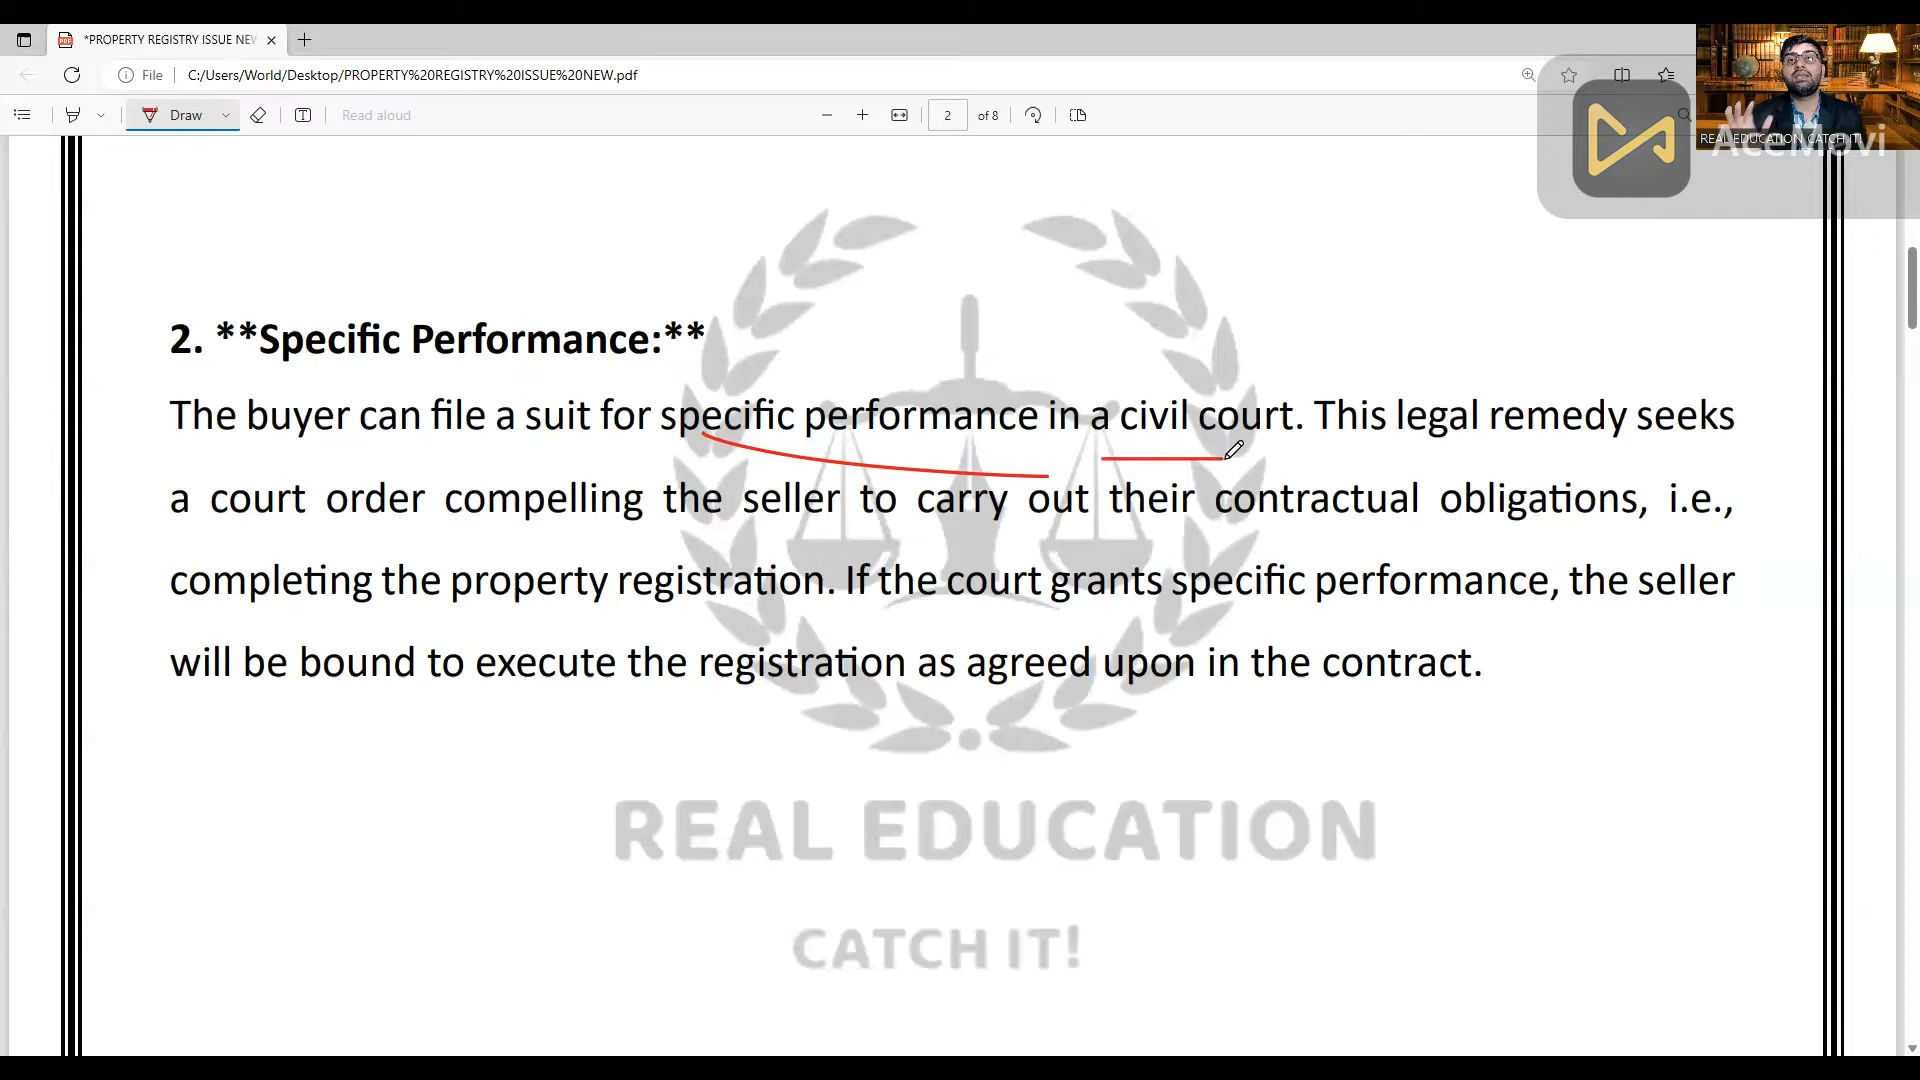 *PROPERTY REGISTRY ISSUE NEW
File C:/Users/World/Desktop/PROPERTY%20REGISTRY%20ISSUE%20NEW.pdf
Draw Read aloud 2 of 8
REAL EDUCATION CATCH IT!
AceMovi
2. **Specific Performance:**
The buyer can file a suit for specific performance in a civil court. This legal remedy seeks
a court order compelling the seller to carry out their contractual obligations, i.e.,
completing the property registration. If the court grants specific performance, the seller
will be bound to execute the registration as agreed upon in the contract.
REAL EDUCATION
CATCH IT!